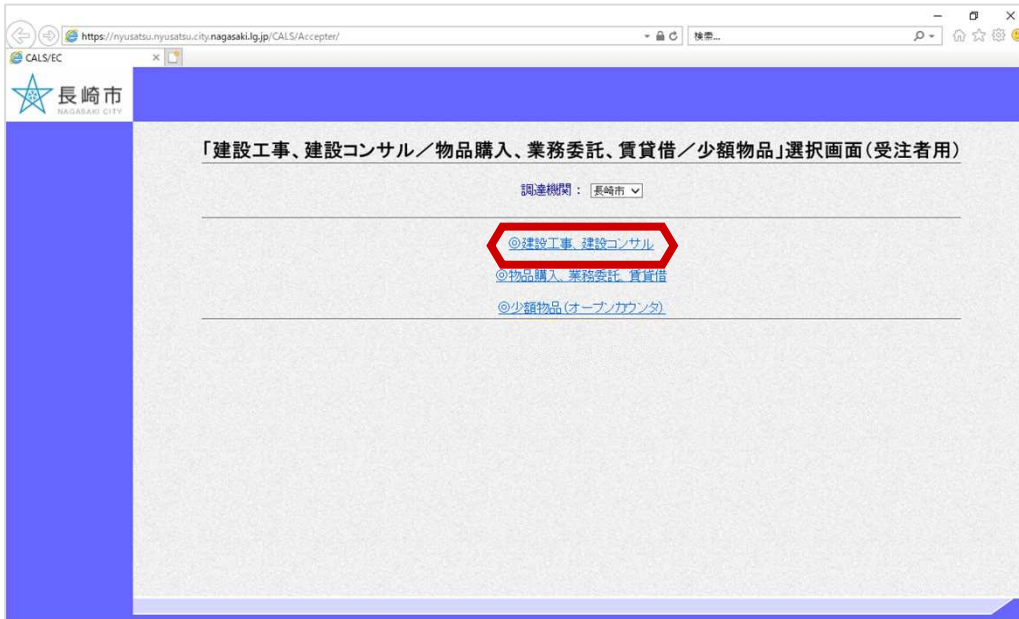 https://nyusatsu.nyusatsu.city.nagasaki.lg.jp/CALS/Accepter/
検索...
CALS/EC
長崎市
NAGASAKI CITY
「建設工事、建設コンサル／物品購入、業務委託、賃貸借／少額物品」選択画面(受注者用)
調達機関： 長崎市
◎建設工事、建設コンサル
◎物品購入、業務委託、賃貸借
◎少額物品(オープンカウンタ)